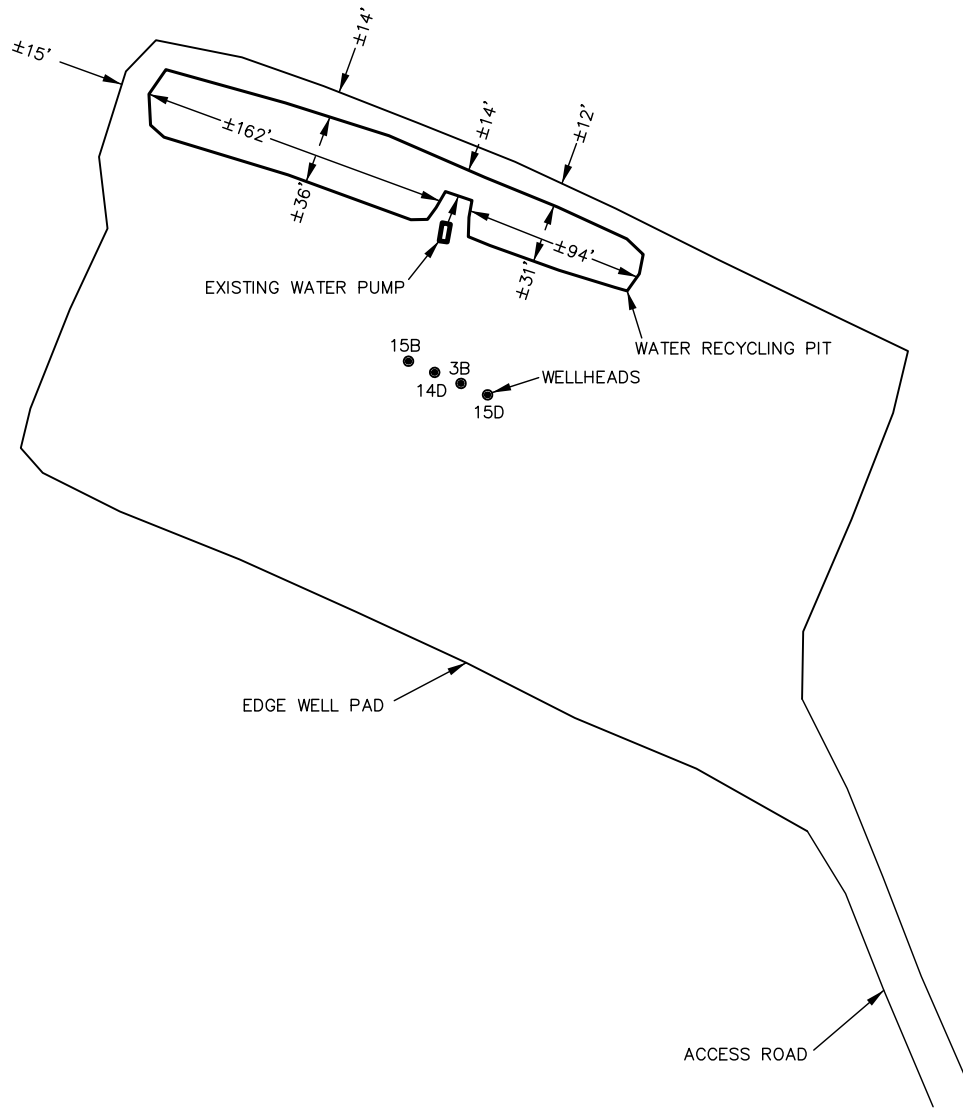 ±14'
±15'
±14'
±12'
±162'
±36'
±94'
±31'
EXISTING WATER PUMP
WATER RECYCLING PIT
15B
3B
WELLHEADS
14D
15D
EDGE WELL PAD
ACCESS ROAD